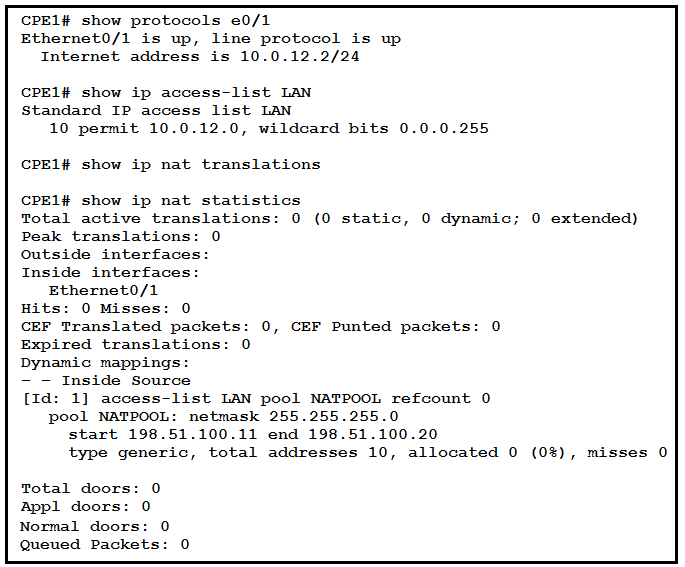 CPE1# show protocols e0/1
Ethernet0/1 is up, line protocol is up
Internet address is 10.0.12.2/24
CPE1# show ip access-list LAN
Standard IP access list LAN
10 permit 10.0.12.0, wildcard bits 0.0.0.255
CPE1# show ip nat translations
CPE1# show ip nat statistics
Total active translations: 0 (0 static, 0 dynamic; 0 extended)
Peak translations: 0
Outside interfaces:
Inside interfaces:
Ethernet0/1
Hits: 0 Misses: 0
CEF Translated packets: 0, CEF Punted packets: 0
Expired translations: 0
Dynamic mappings:
– – Inside Source
[Id: 1] access-list LAN pool NATPOOL refcount 0
pool NATPOOL: netmask 255.255.255.0
start 198.51.100.11 end 198.51.100.20
type generic, total addresses 10, allocated 0 (0%), misses 0
Total doors: 0
Appl doors: 0
Normal doors: 0
Queued Packets: 0